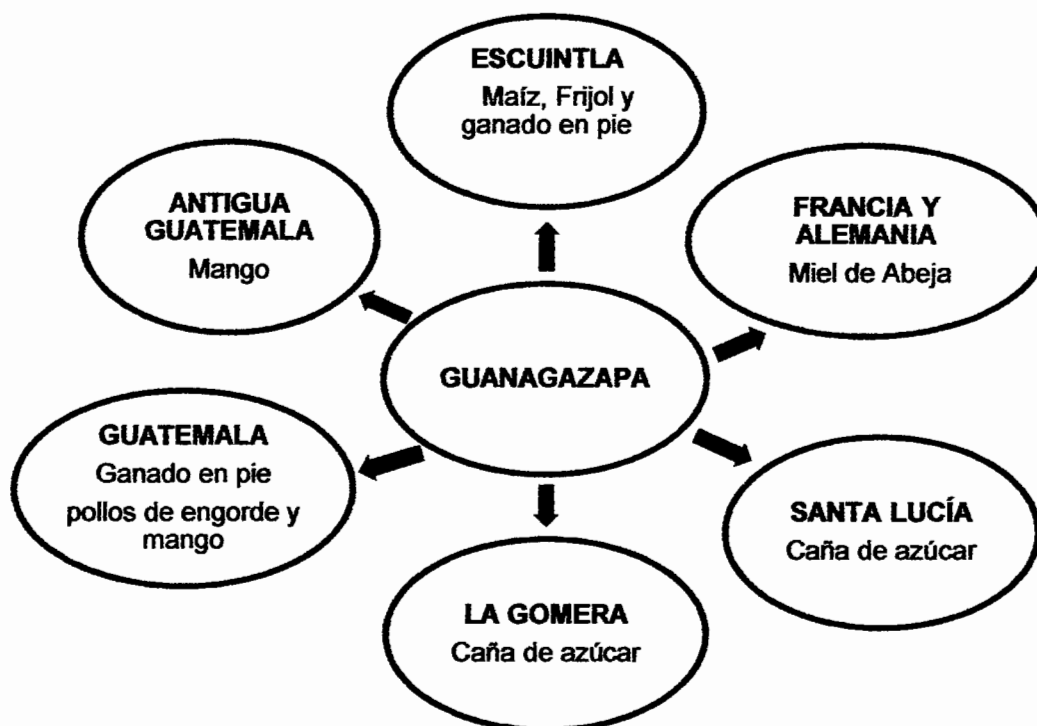 ESCUINTLA
Maíz, Frijol y
ganado en pie
ANTIGUA
GUATEMALA
Mango
FRANCIA Y
ALEMANIA
Miel de Abeja
GUANAGAZAPA
GUATEMALA
Ganado en pie
pollos de engorde y
mango
SANTA LUCÍA
Caña de azúcar
LA GOMERA
Caña de azúcar